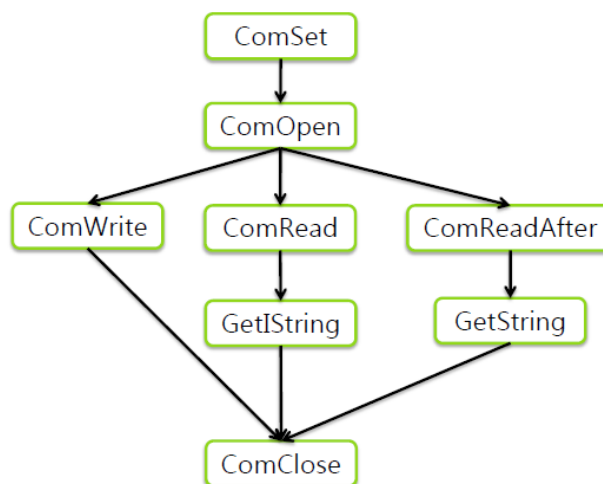 ComSet
ComOpen
ComWrite
ComRead
ComReadAfter
GetIString
GetString
ComClose